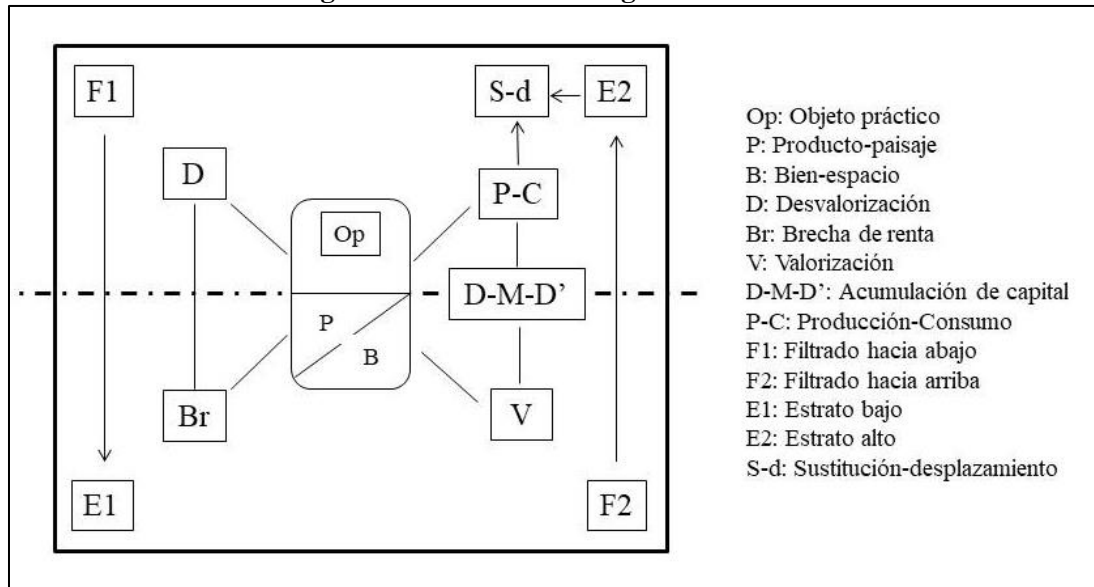 F1
S-d
E2
D
P-C
Op
D-M-D’
P
B
Br
V
E1
F2
Op: Objeto práctico
P: Producto-paisaje
B: Bien-espacio
D: Desvalorización
Br: Brecha de renta
V: Valorización
D-M-D’: Acumulación de capital
P-C: Producción-Consumo
F1: Filtrado hacia abajo
F2: Filtrado hacia arriba
E1: Estrato bajo
E2: Estrato alto
S-d: Sustitución-desplazamiento